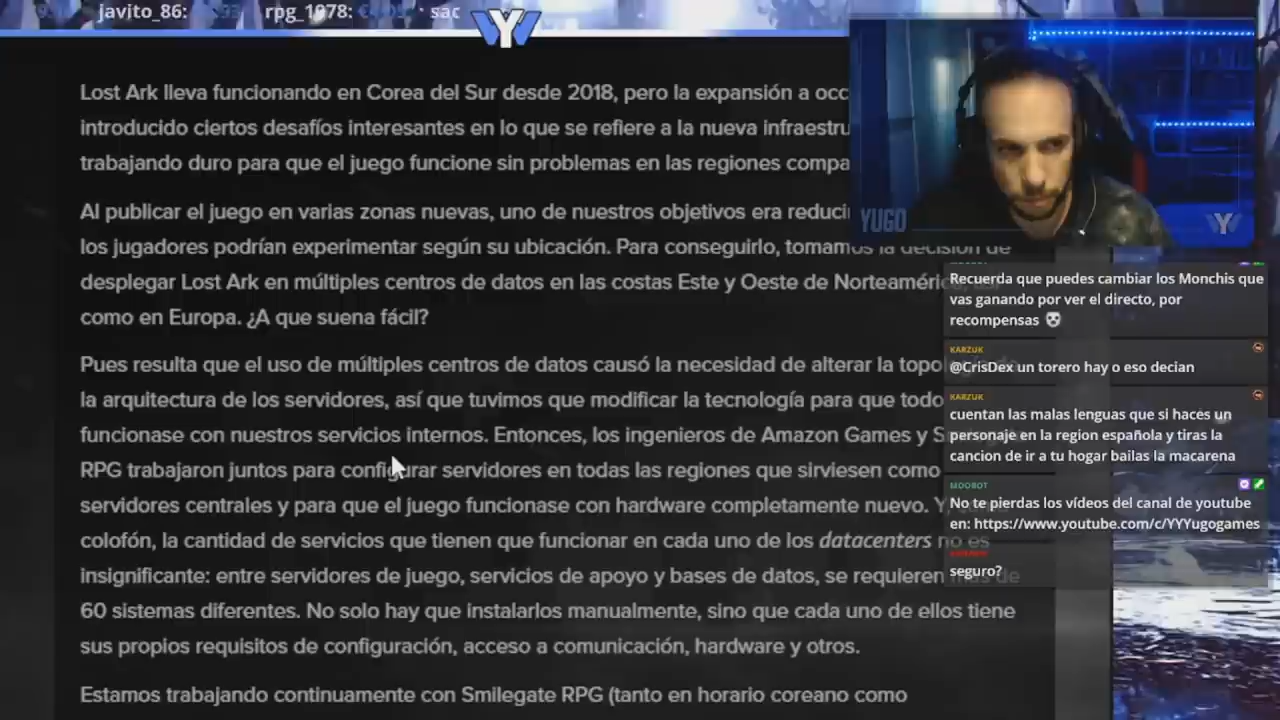 javito_86:
rpg_1978:
sac
YUGO
Lost Ark lleva funcionando en Corea del Sur desde 2018, pero la expansión a occ
introducido ciertos desafíos interesantes en lo que se refiere a la nueva infraestru
trabajando duro para que el juego funcione sin problemas en las regiones compa
Al publicar el juego en varias zonas nuevas, uno de nuestros objetivos era reduci
los jugadores podrían experimentar según su ubicación. Para conseguirlo, tomamos la decisión de
desplegar Lost Ark en múltiples centros de datos en las costas Este y Oeste de Norteaméric
como en Europa. ¿A que suena fácil?
Pues resulta que el uso de múltiples centros de datos causó la necesidad de alterar la topo de
la arquitectura de los servidores, así que tuvimos que modificar la tecnología para que todo
funcionase con nuestros servicios internos. Entonces, los ingenieros de Amazon Games y S
RPG trabajaron juntos para configurar servidores en todas las regiones que sirviesen como
servidores centrales y para que el juego funcionase con hardware completamente nuevo. Y
colofón, la cantidad de servicios que tienen que funcionar en cada uno de los datacenters no es
insignificante: entre servidores de juego, servicios de apoyo y bases de datos, se requieren más de
60 sistemas diferentes. No solo hay que instalarlos manualmente, sino que cada uno de ellos tiene
sus propios requisitos de configuración, acceso a comunicación, hardware y otros.
Estamos trabajando continuamente con Smilegate RPG (tanto en horario coreano como
Recuerda que puedes cambiar los Monchis que
vas ganando por ver el directo, por
recompensas
KARZUK
@CrisDex un torero hay o eso decian
KARZUK
cuentan las malas lenguas que si haces un
personaje en la region española y tiras la
cancion de ir a tu hogar bailas la macarena
MOOBOT
No te pierdas los vídeos del canal de youtube
en: https://www.youtube.com/c/YYYugogames
seguro?